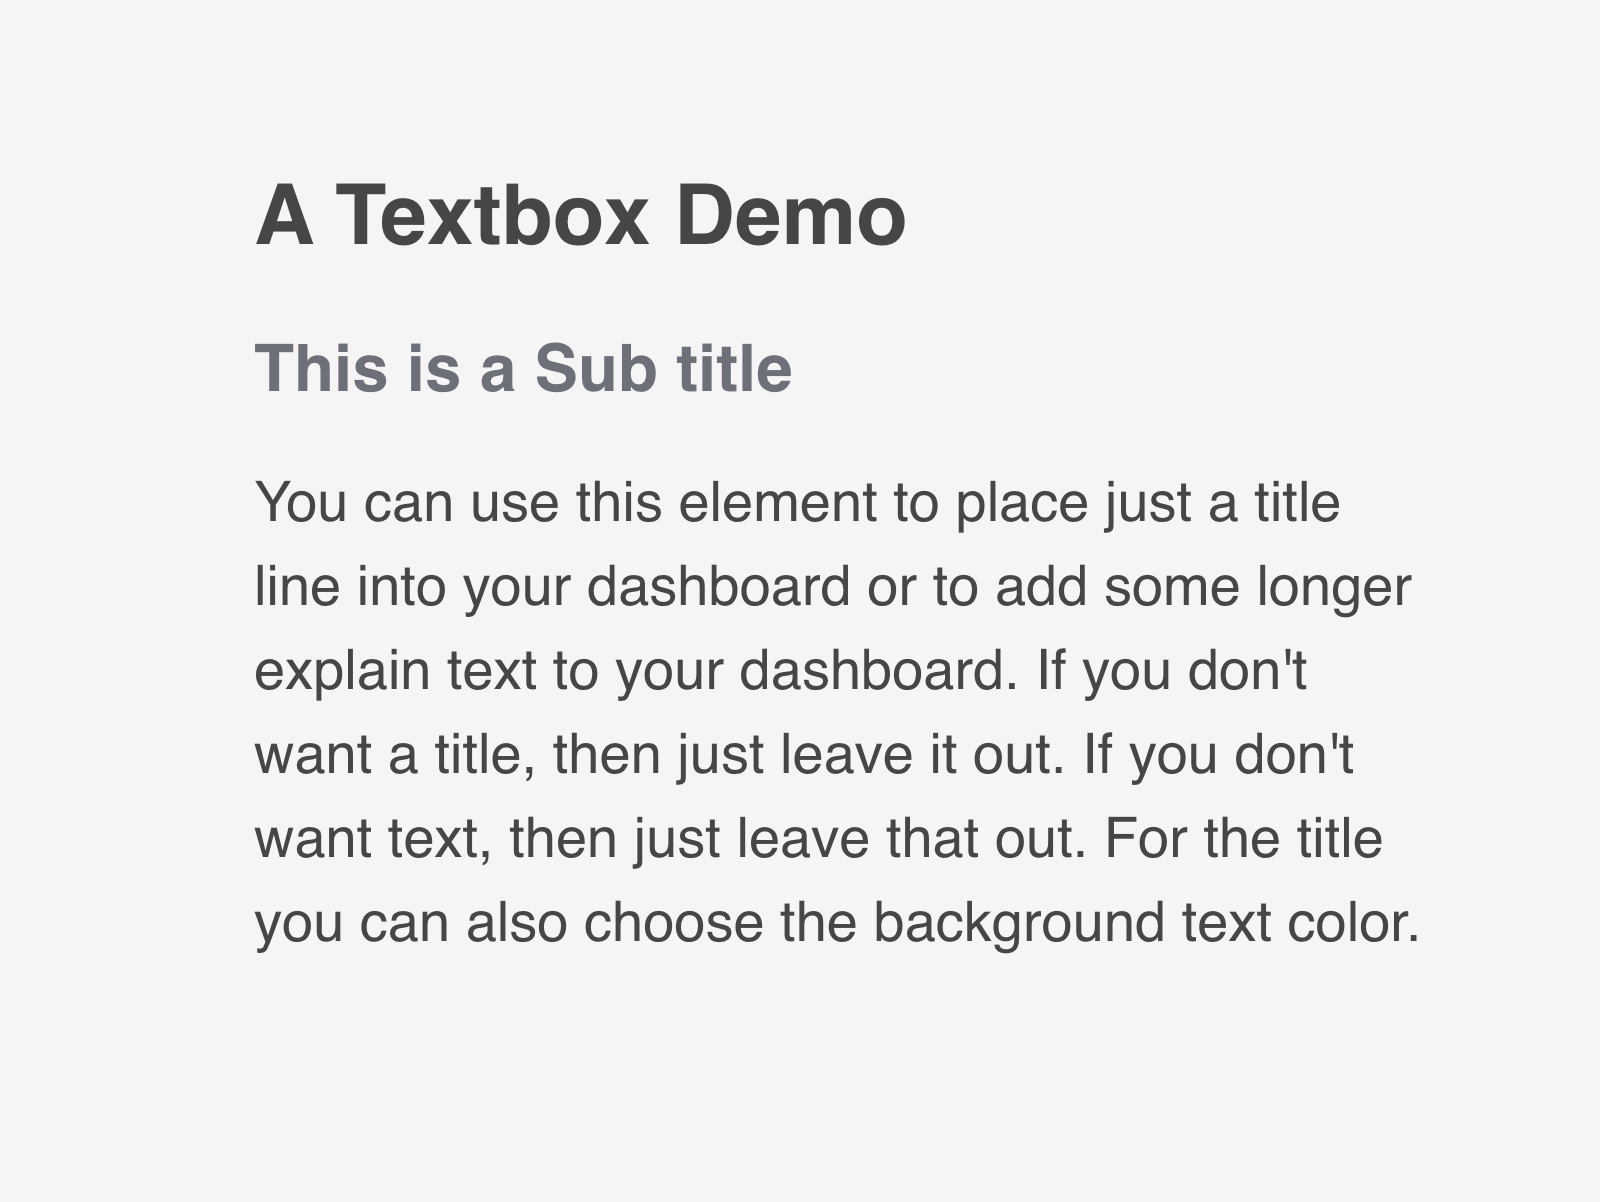 A Textbox Demo
This is a Sub title
You can use this element to place just a title
line into your dashboard or to add some longer
explain text to your dashboard. If you don't
want a title, then just leave it out. If you don't
want text, then just leave that out. For the title
you can also choose the background text color.